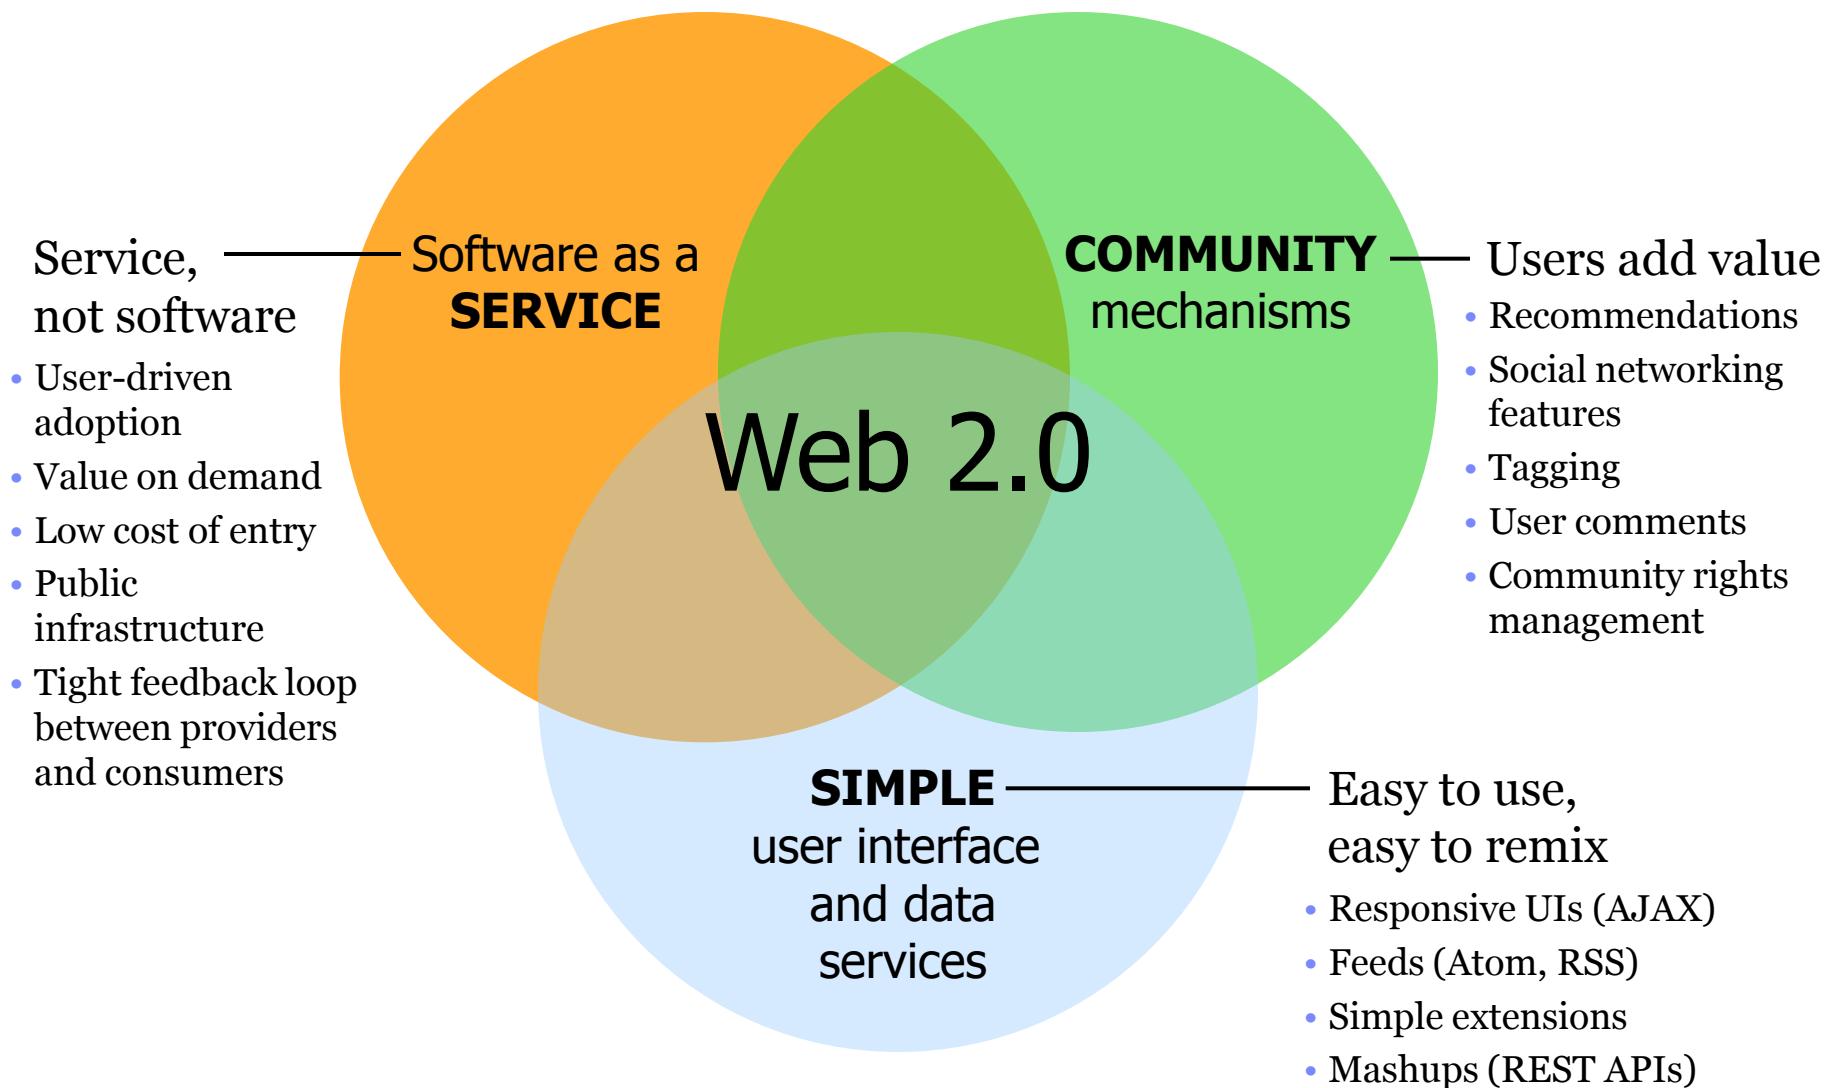 Service,
not software
• User-driven
adoption
• Value on demand
• Low cost of entry
• Public
infrastructure
• Tight feedback loop
between providers
and consumers
Software as a
SERVICE
COMMUNITY
mechanisms
Users add value
• Recommendations
• Social networking
features
• Tagging
• User comments
• Community rights
management
Web 2.0
SIMPLE
user interface
and data
services
Easy to use,
easy to remix
• Responsive UIs (AJAX)
• Feeds (Atom, RSS)
• Simple extensions
• Mashups (REST APIs)